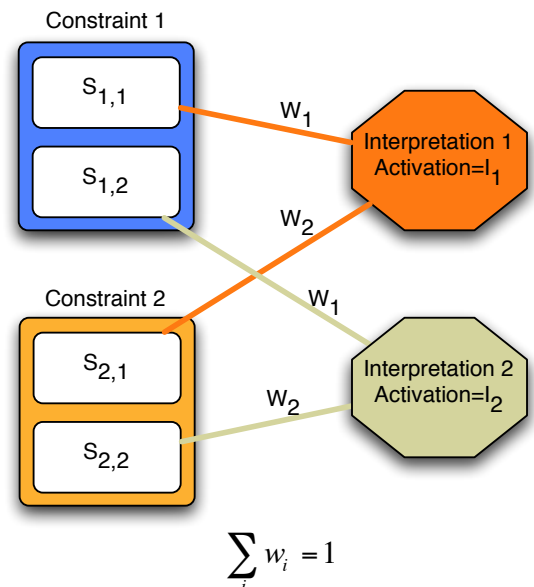 Constraint 1
S1,1
S1,2
W1
W2
Interpretation 1
Activation=I1
Constraint 2
S2,1
S2,2
W1
W2
Interpretation 2
Activation=I2
∑ wi = 1
i